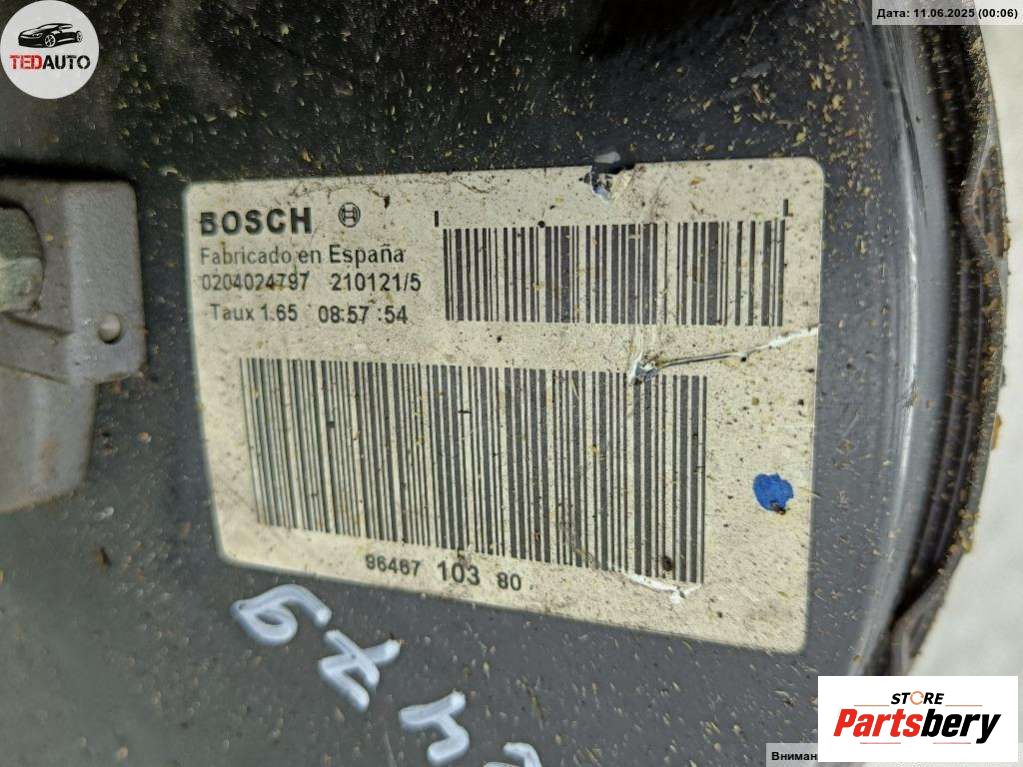 TEDAUTO
Дата: 11.06.2025 (00:06)
BOSCH
Fabricado en España
0204024797 210121/5
Taux 1.65 08:57:54
96467 103 80
STORE
Partsbery